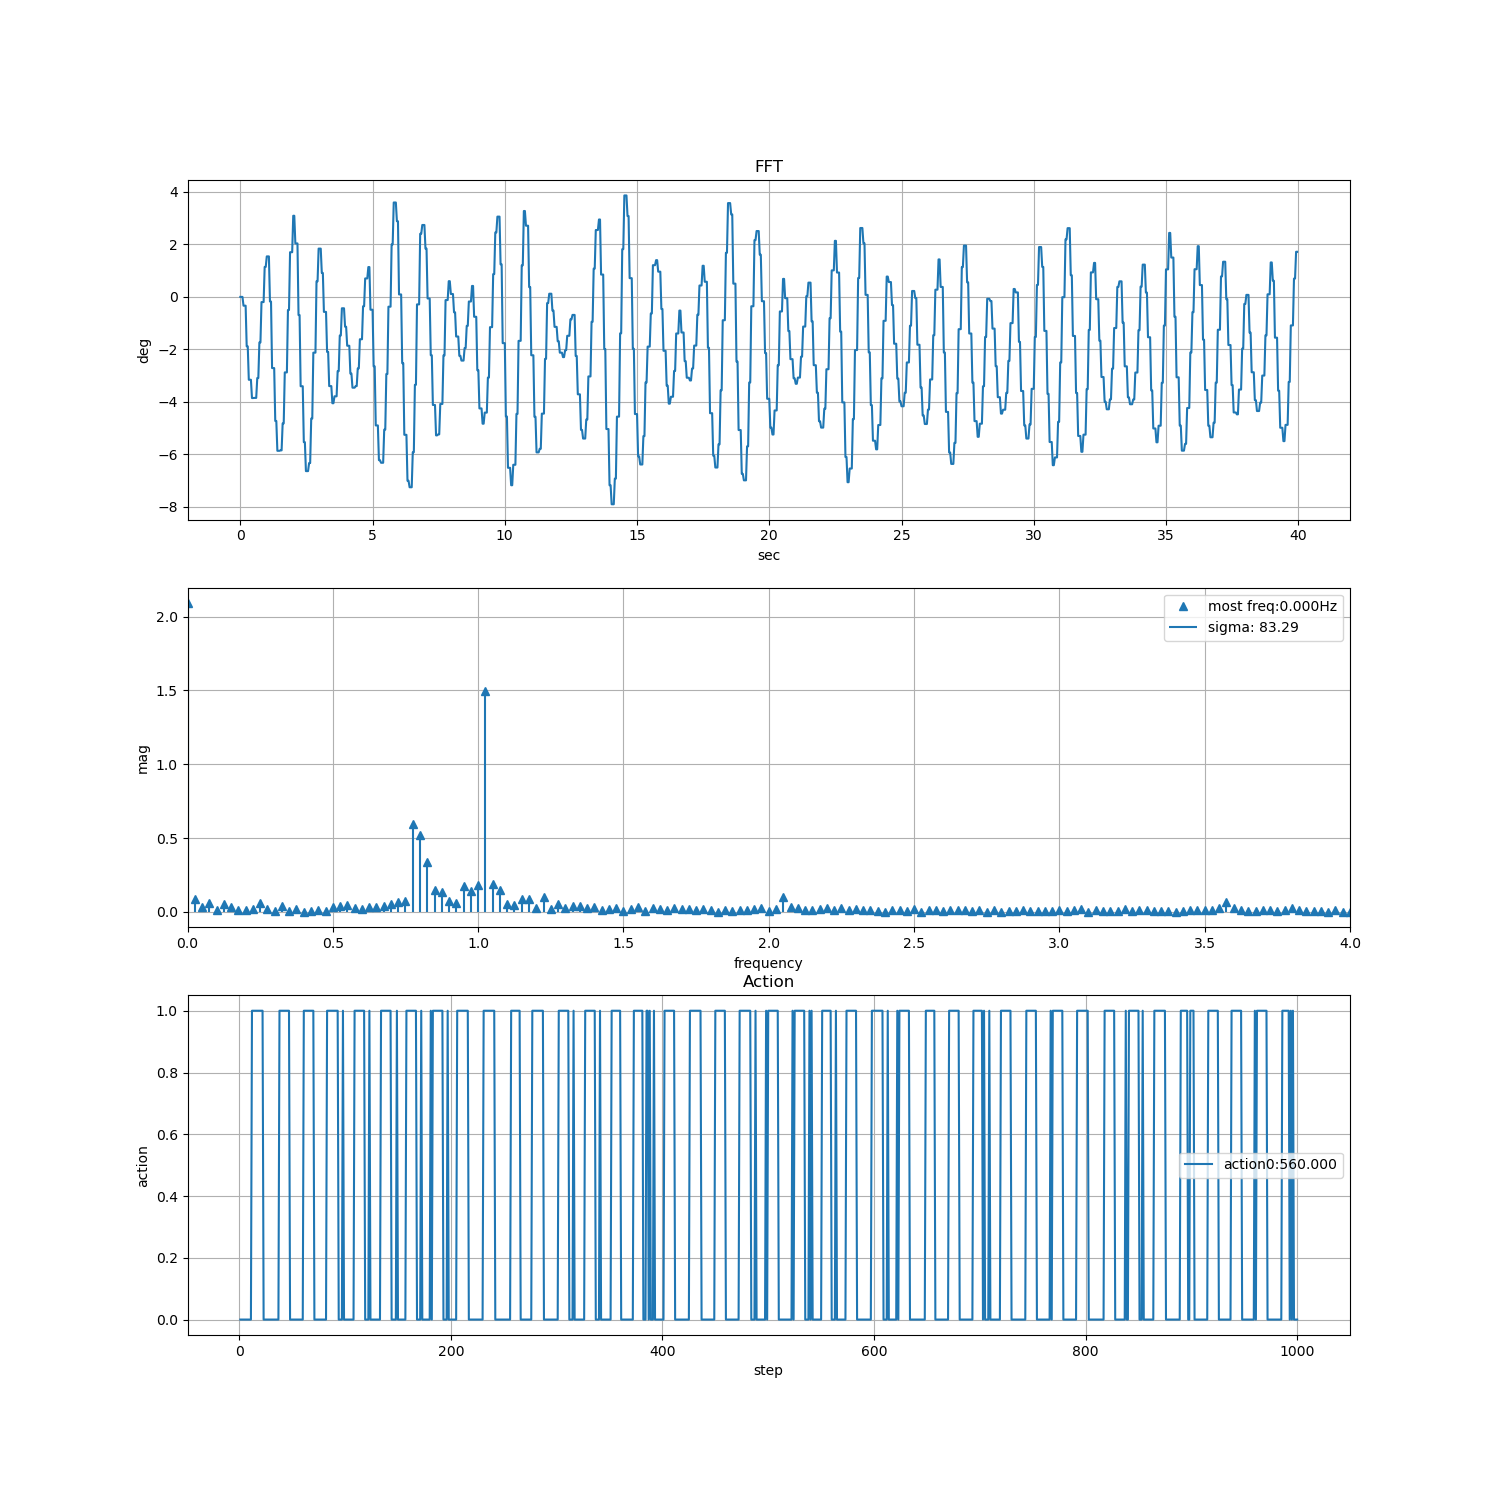 FFT
4
2
0
−2
−4
−6
−8
deg
0 5 10 15 20 25 30 35 40
sec
2.0
1.5
1.0
0.5
0.0
mag
most freq:0.000Hz
sigma: 83.29
0.0 0.5 1.0 1.5 2.0 2.5 3.0 3.5 4.0
frequency
Action
1.0
0.8
0.6
0.4
0.2
0.0
action
action0:560.000
0 200 400 600 800 1000
step